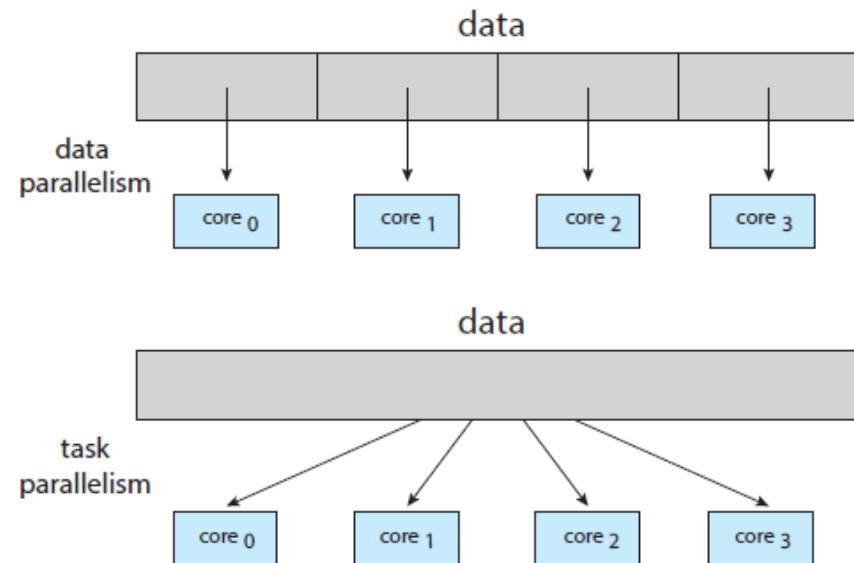 data
data
parallelism
core 0
core 1
core 2
core 3
data
task
parallelism
core 0
core 1
core 2
core 3